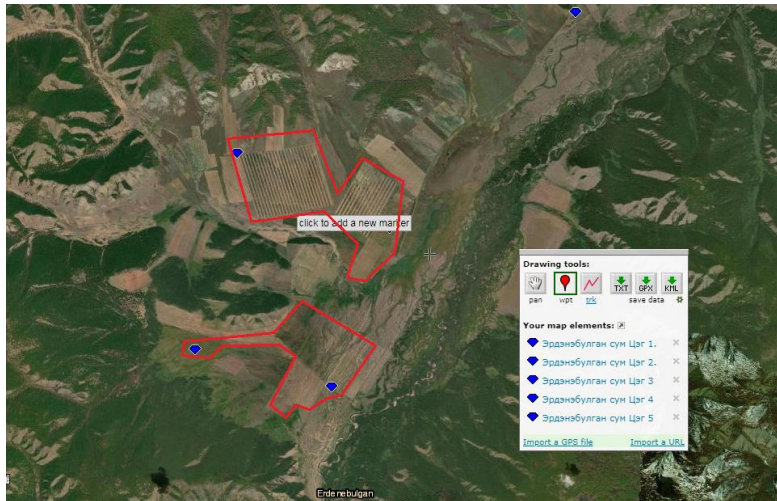 click to add a new marker
Drawing tools:
TXT GPX KML
pan wpt trk save data
Your map elements:
Эрдэнэбулган сум Цэг 1.
Эрдэнэбулган сум Цэг 2.
Эрдэнэбулган сум Цэг 3
Эрдэнэбулган сум Цэг 4
Эрдэнэбулган сум Цэг 5
Import a GPS file Import a URL
Erdenebulgan